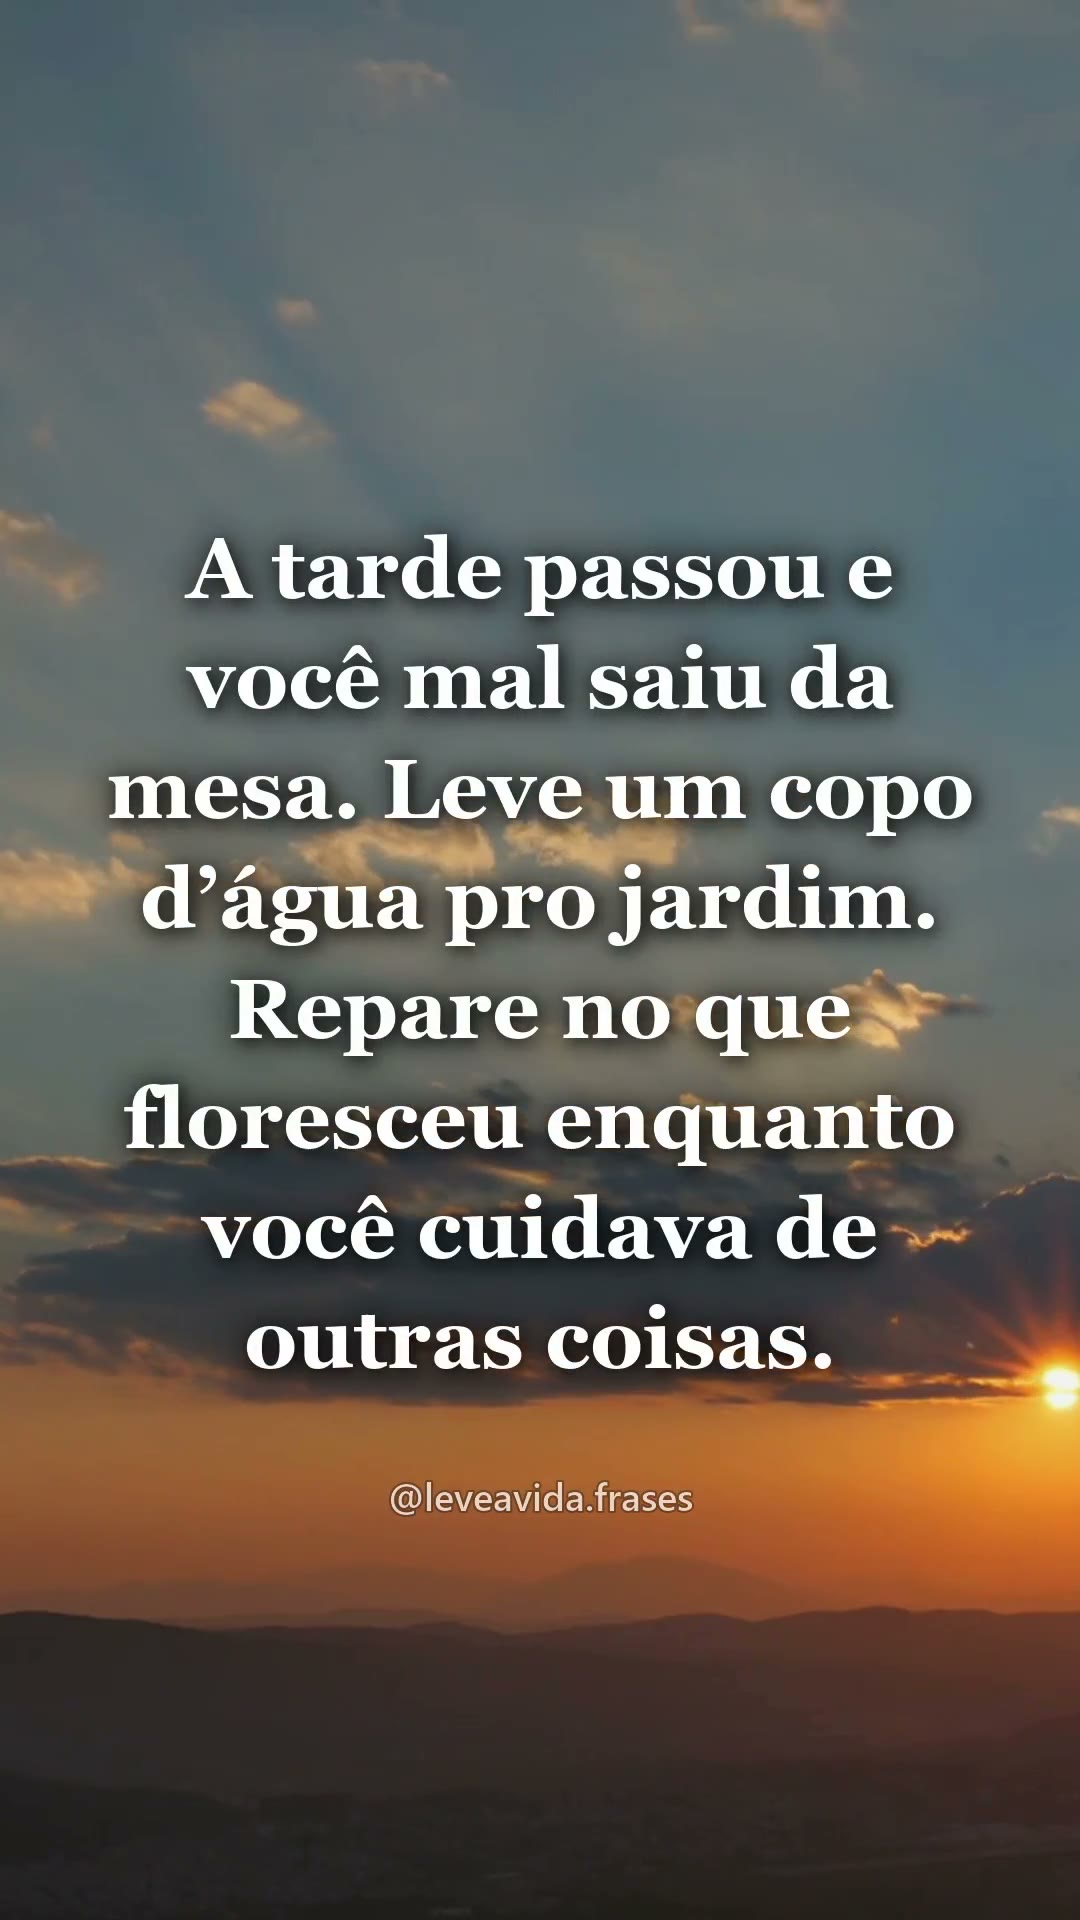 A tarde passou e
você mal saiu da
mesa. Leve um copo
d’água pro jardim.
Repare no que
floresceu enquanto
você cuidava de
outras coisas.
@leveavida.frases